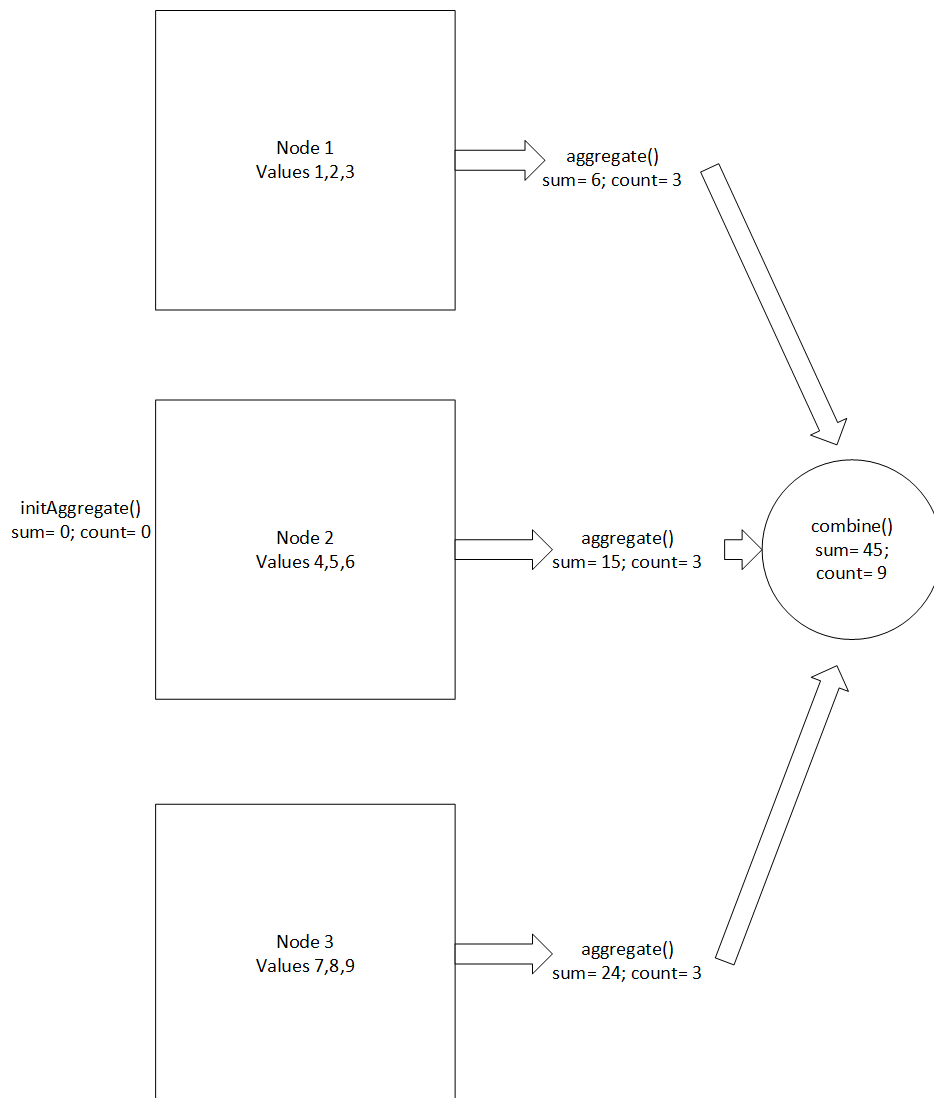 Node 1
Values 1,2,3
aggregate()
sum= 6; count= 3
initAggregate()
sum= 0; count= 0
Node 2
Values 4,5,6
aggregate()
sum= 15; count= 3
combine()
sum= 45;
count= 9
Node 3
Values 7,8,9
aggregate()
sum= 24; count= 3